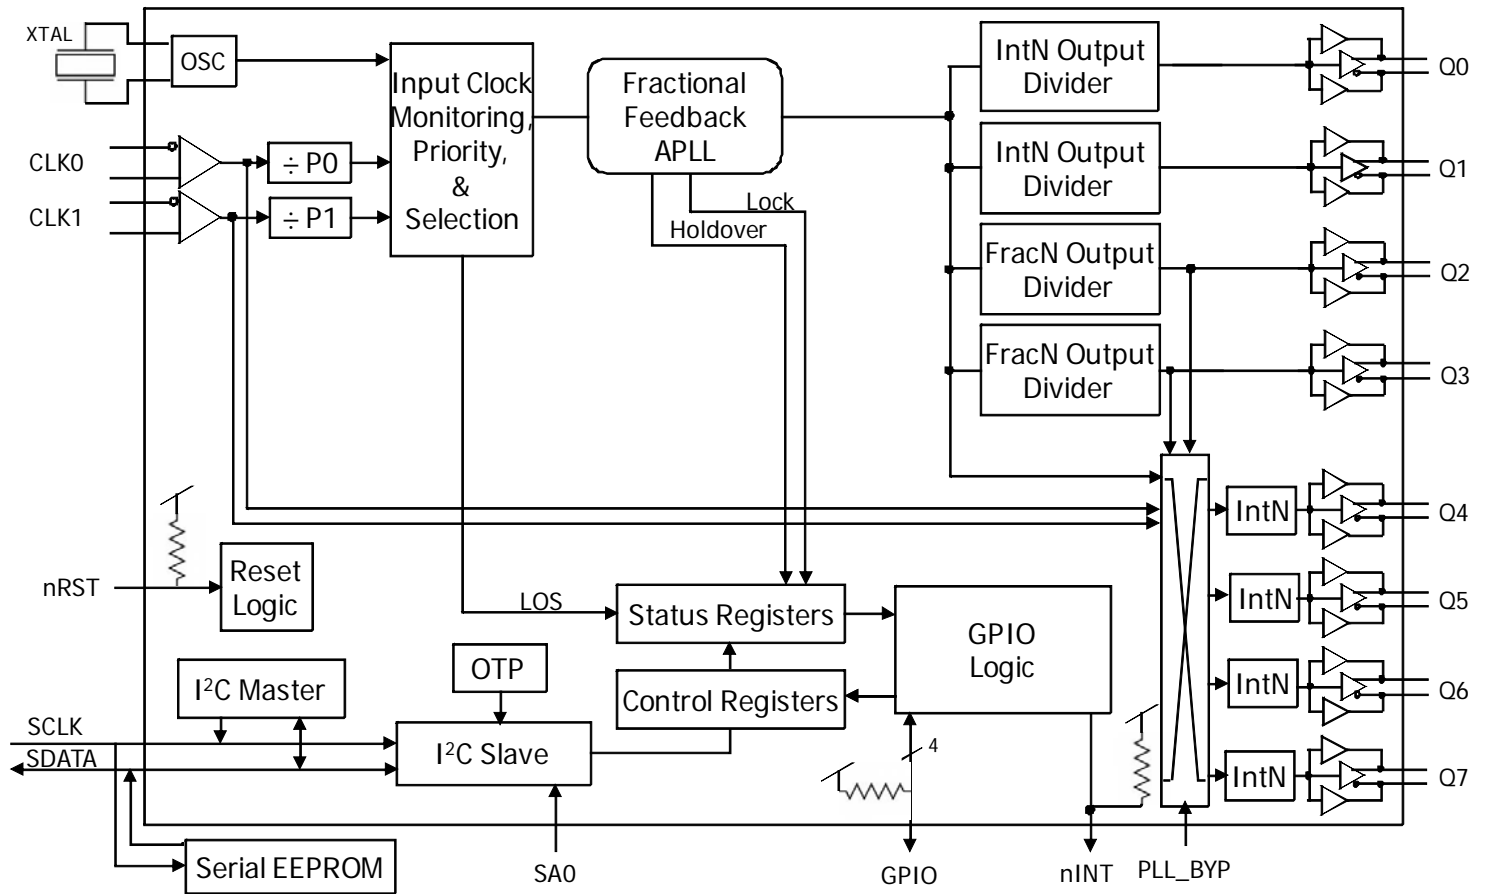 XTAL
OSC
Input Clock
Monitoring,
Priority,
&
Selection
Fractional
Feedback
APLL
IntN Output
Divider
Q0
CLK0
÷ P0
IntN Output
Divider
Q1
CLK1
÷ P1
Lock
Holdover
FracN Output
Divider
Q2
FracN Output
Divider
Q3
IntN
Q4
nRST
Reset
Logic
LOS
Status Registers
GPIO
Logic
IntN
Q5
I²C Master
OTP
Control Registers
IntN
Q6
SCLK
SDATA
I²C Slave
4
IntN
Q7
Serial EEPROM
SA0
GPIO
nINT
PLL_BYP